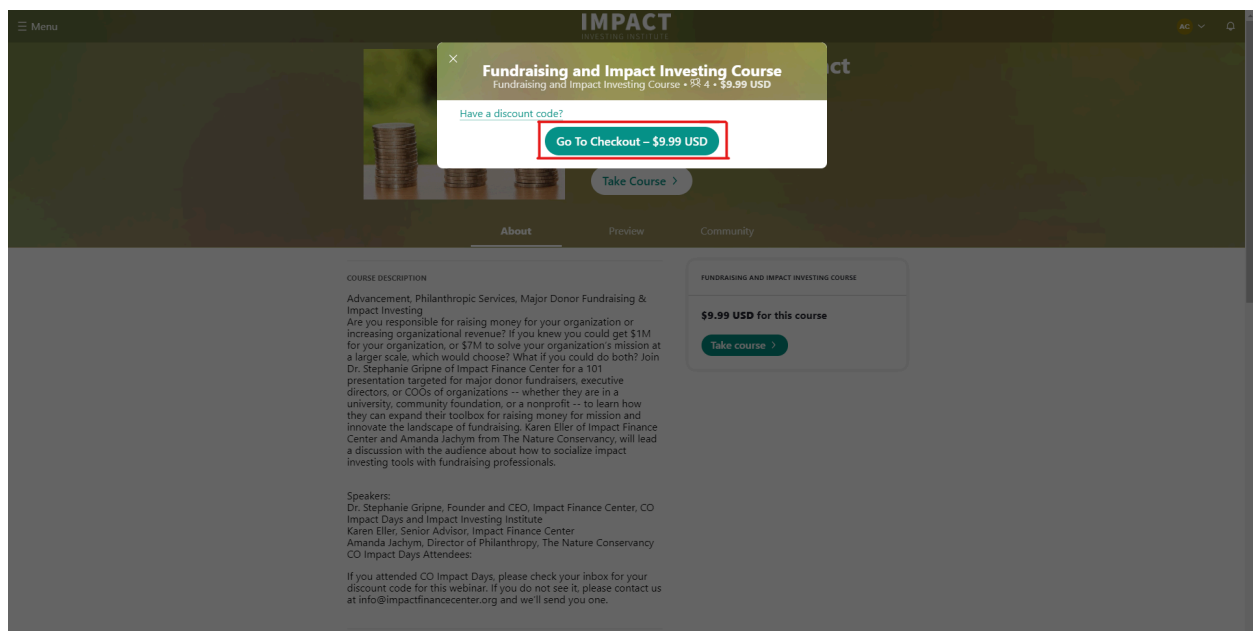 Menu
IMPACT
INVESTING INSTITUTE
AC
ct
Fundraising and Impact Investing Course
Fundraising and Impact Investing Course • 4 • $9.99 USD
Have a discount code?
Go To Checkout – $9.99 USD
Take Course
About
Preview
Community
COURSE DESCRIPTION
Advancement, Philanthropic Services, Major Donor Fundraising &
Impact Investing
Are you responsible for raising money for your organization or
increasing organizational revenue? If you knew you could get $1M
for your organization, or $7M to solve your organization's mission at
a larger scale, which would choose? What if you could do both? Join
Dr. Stephanie Gripne of Impact Finance Center for a 101
presentation targeted for major donor fundraisers, executive
directors, or COOs of organizations -- whether they are in a
university, community foundation, or a nonprofit -- to learn how
they can expand their toolbox for raising money for mission and
innovate the landscape of fundraising. Karen Eller of Impact Finance
Center and Amanda Jachym from The Nature Conservancy, will lead
a discussion with the audience about how to socialize impact
investing tools with fundraising professionals.
Speakers:
Dr. Stephanie Gripne, Founder and CEO, Impact Finance Center, CO
Impact Days and Impact Investing Institute
Karen Eller, Senior Advisor, Impact Finance Center
Amanda Jachym, Director of Philanthropy, The Nature Conservancy
CO Impact Days Attendees:
If you attended CO Impact Days, please check your inbox for your
discount code for this webinar. If you do not see it, please contact us
at info@impactfinancecenter.org and we'll send you one.
FUNDRAISING AND IMPACT INVESTING COURSE
$9.99 USD for this course
Take course